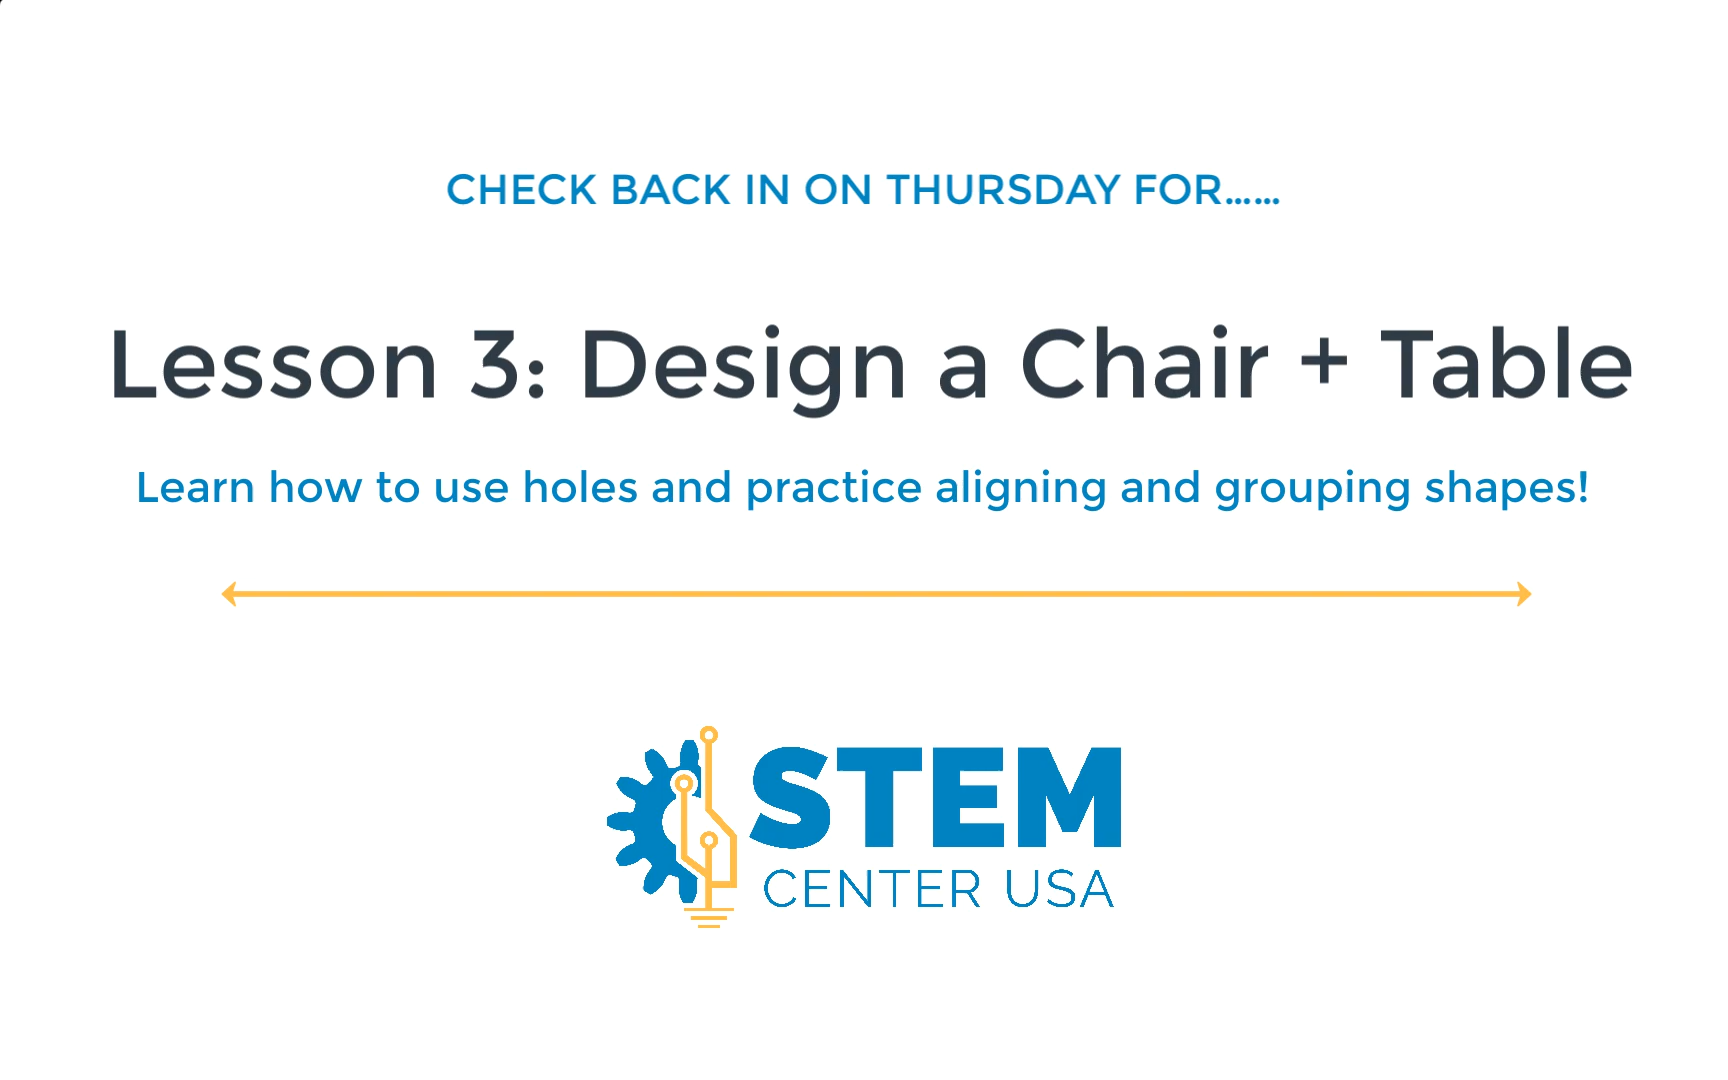 CHECK BACK IN ON THURSDAY FOR......
Lesson 3: Design a Chair + Table
Learn how to use holes and practice aligning and grouping shapes!
STEM
CENTER USA